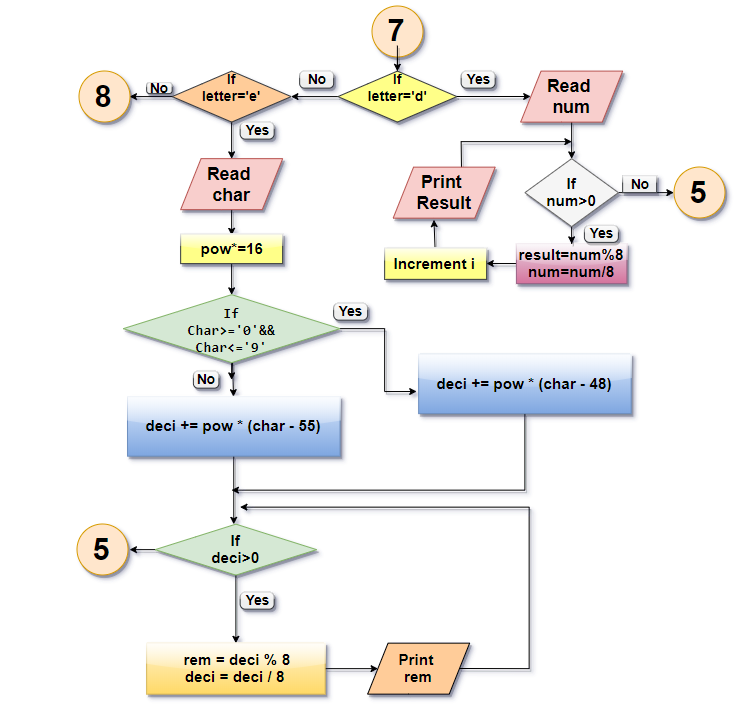 7
If
letter='d'
Yes
No
If
letter='e'
No
8
Yes
Read
num
Read
char
Print
Result
If
num>0
No
5
Yes
result=num%8
num=num/8
Increment i
pow*=16
If
Char>='0'&&
Char<='9'
Yes
No
deci += pow * (char - 48)
deci += pow * (char - 55)
If
deci>0
5
Yes
rem = deci % 8
deci = deci / 8
Print
rem